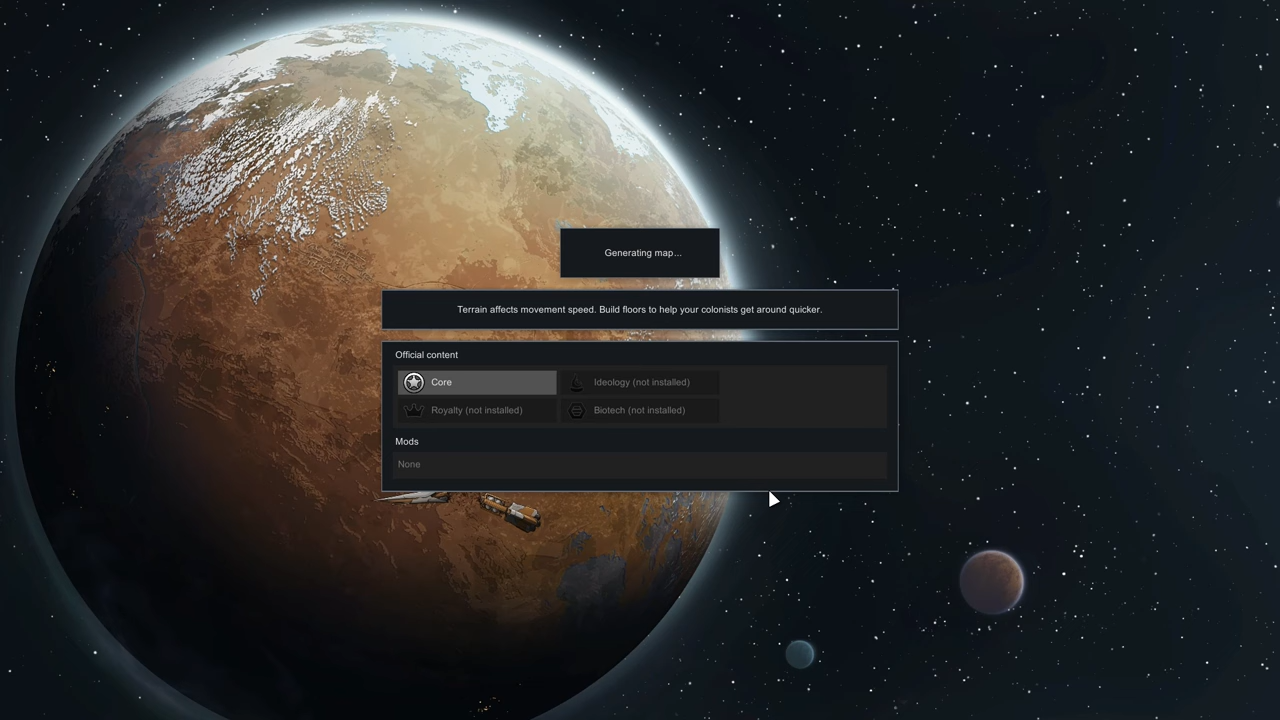 Generating map...
Terrain affects movement speed. Build floors to help your colonists get around quicker.
Official content
Core
Ideology (not installed)
Royalty (not installed)
Biotech (not installed)
Mods
None